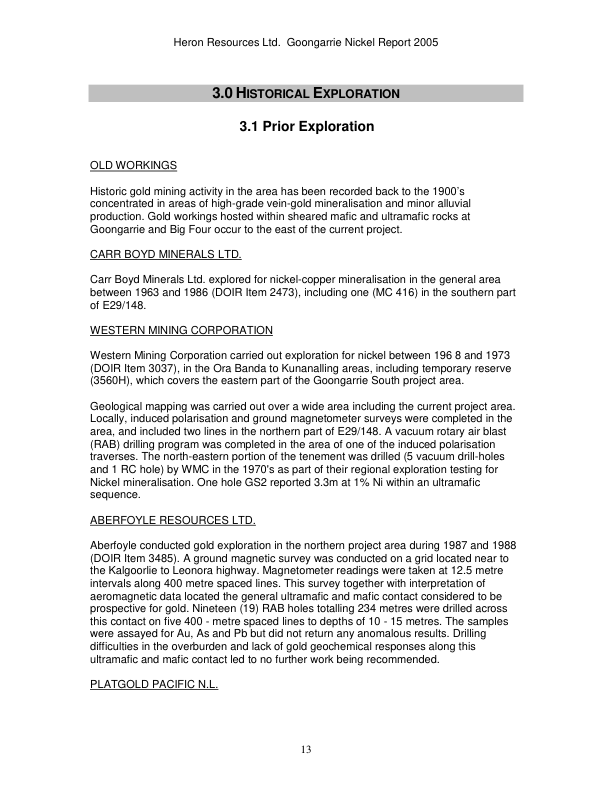 Heron Resources Ltd.  Goongarrie Nickel Report 2005
3.0 HISTORICAL EXPLORATION
3.1 Prior Exploration
OLD WORKINGS
Historic gold mining activity in the area has been recorded back to the 1900's
concentrated in areas of high-grade vein-gold mineralisation and minor alluvial
production. Gold workings hosted within sheared mafic and ultramafic rocks at
Goongarrie and Big Four occur to the east of the current project.
CARR BOYD MINERALS LTD.
Carr Boyd Minerals Ltd. explored for nickel-copper mineralisation in the general area
between 1963 and 1986 (DOIR Item 2473), including one (MC 416) in the southern part
of E29/148.
WESTERN MINING CORPORATION
Western Mining Corporation carried out exploration for nickel between 196 8 and 1973
(DOIR Item 3037), in the Ora Banda to Kunanalling areas, including temporary reserve
(3560H), which covers the eastern part of the Goongarrie South project area.
Geological mapping was carried out over a wide area including the current project area.
Locally, induced polarisation and ground magnetometer surveys were completed in the
area, and included two lines in the northern part of E29/148. A vacuum rotary air blast
(RAB) drilling program was completed in the area of one of the induced polarisation
traverses. The north-eastern portion of the tenement was drilled (5 vacuum drill-holes
and 1 RC hole) by WMC in the 1970's as part of their regional exploration testing for
Nickel mineralisation. One hole GS2 reported 3.3m at 1% Ni within an ultramafic
sequence.
ABERFOYLE RESOURCES LTD.
Aberfoyle conducted gold exploration in the northern project area during 1987 and 1988
(DOIR Item 3485). A ground magnetic survey was conducted on a grid located near to
the Kalgoorlie to Leonora highway. Magnetometer readings were taken at 12.5 metre
intervals along 400 metre spaced lines. This survey together with interpretation of
aeromagnetic data located the general ultramafic and mafic contact considered to be
prospective for gold. Nineteen (19) RAB holes totalling 234 metres were drilled across
this contact on five 400 - metre spaced lines to depths of 10 - 15 metres. The samples
were assayed for Au, As and Pb but did not return any anomalous results. Drilling
difficulties in the overburden and lack of gold geochemical responses along this
ultramafic and mafic contact led to no further work being recommended.
PLATGOLD PACIFIC N.L.
13